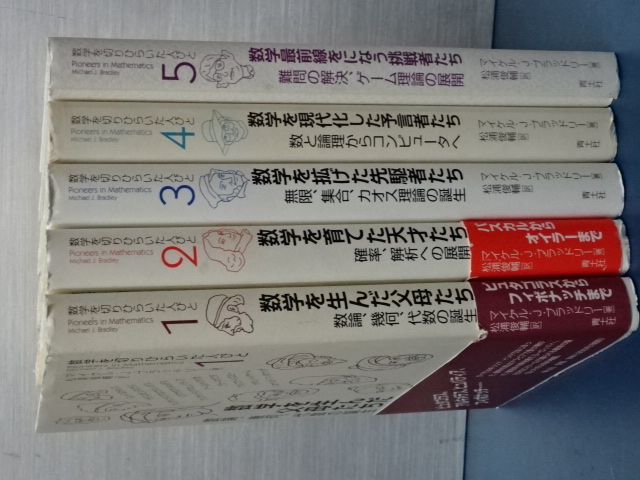 数学を切りひらいた人びと
Pioneers in Mathematics
Michael J. Bradley
5
数学最前線をになう挑戦者たち
難問の解決、ゲーム理論の展開
マイケル・J・ブラッドリー 著
松浦俊輔 訳
青土社
数学を切りひらいた人びと
Pioneers in Mathematics
Michael J. Bradley
4
数学を現代化した予言者たち
数と論理からコンピュータへ
マイケル・J・ブラッドリー 著
松浦俊輔 訳
青土社
数学を切りひらいた人びと
Pioneers in Mathematics
Michael J. Bradley
3
数学を拡げた先駆者たち
無限、集合、カオス理論の誕生
マイケル・J・ブラッドリー 著
松浦俊輔 訳
青土社
数学を切りひらいた人びと
Pioneers in Mathematics
Michael J. Bradley
2
数学を育てた天才たち
確率、解析への展開
パスカルから
オイラーまで
マイケル・J・ブラッドリー 著
松浦俊輔 訳
青土社
数学を切りひらいた人びと
Pioneers in Mathematics
Michael J. Bradley
1
数学を生んだ父母たち
数論、幾何、代数の誕生
ピュタゴラスから
フィボナッチまで
マイケル・J・ブラッドリー 著
松浦俊輔 訳
青土社